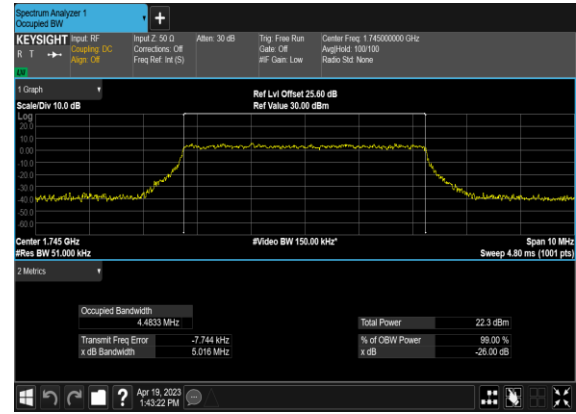 Spectrum Analyzer 1
Occupied BW
+
KEYSIGHT Input: RF Input Z: 50 Ω Atten: 30 dB Trig: Free Run Center Freq: 1.745000000 GHz
R T Coupling: DC Corrections: Off Gate: Off Avg|Hold: 100/100
Align: Off Freq Ref: Int (S) #IF Gain: Low Radio Std: None
1 Graph
Ref Lvl Offset 25.60 dB
Scale/Div 10.0 dB Ref Value 30.00 dBm
Log
20.0
10.0
0.00
-10.0
-20.0
-30.0
-40.0
-50.0
-60.0
Center 1.745 GHz #Video BW 150.00 kHz* Span 10 MHz
#Res BW 51.000 kHz Sweep 4.80 ms (1001 pts)
2 Metrics
Occupied Bandwidth
4.4833 MHz Total Power 22.3 dBm
Transmit Freq Error -7.744 kHz % of OBW Power 99.00 %
x dB Bandwidth 5.016 MHz x dB -26.00 dB
? Apr 19, 2023
1:43:22 PM